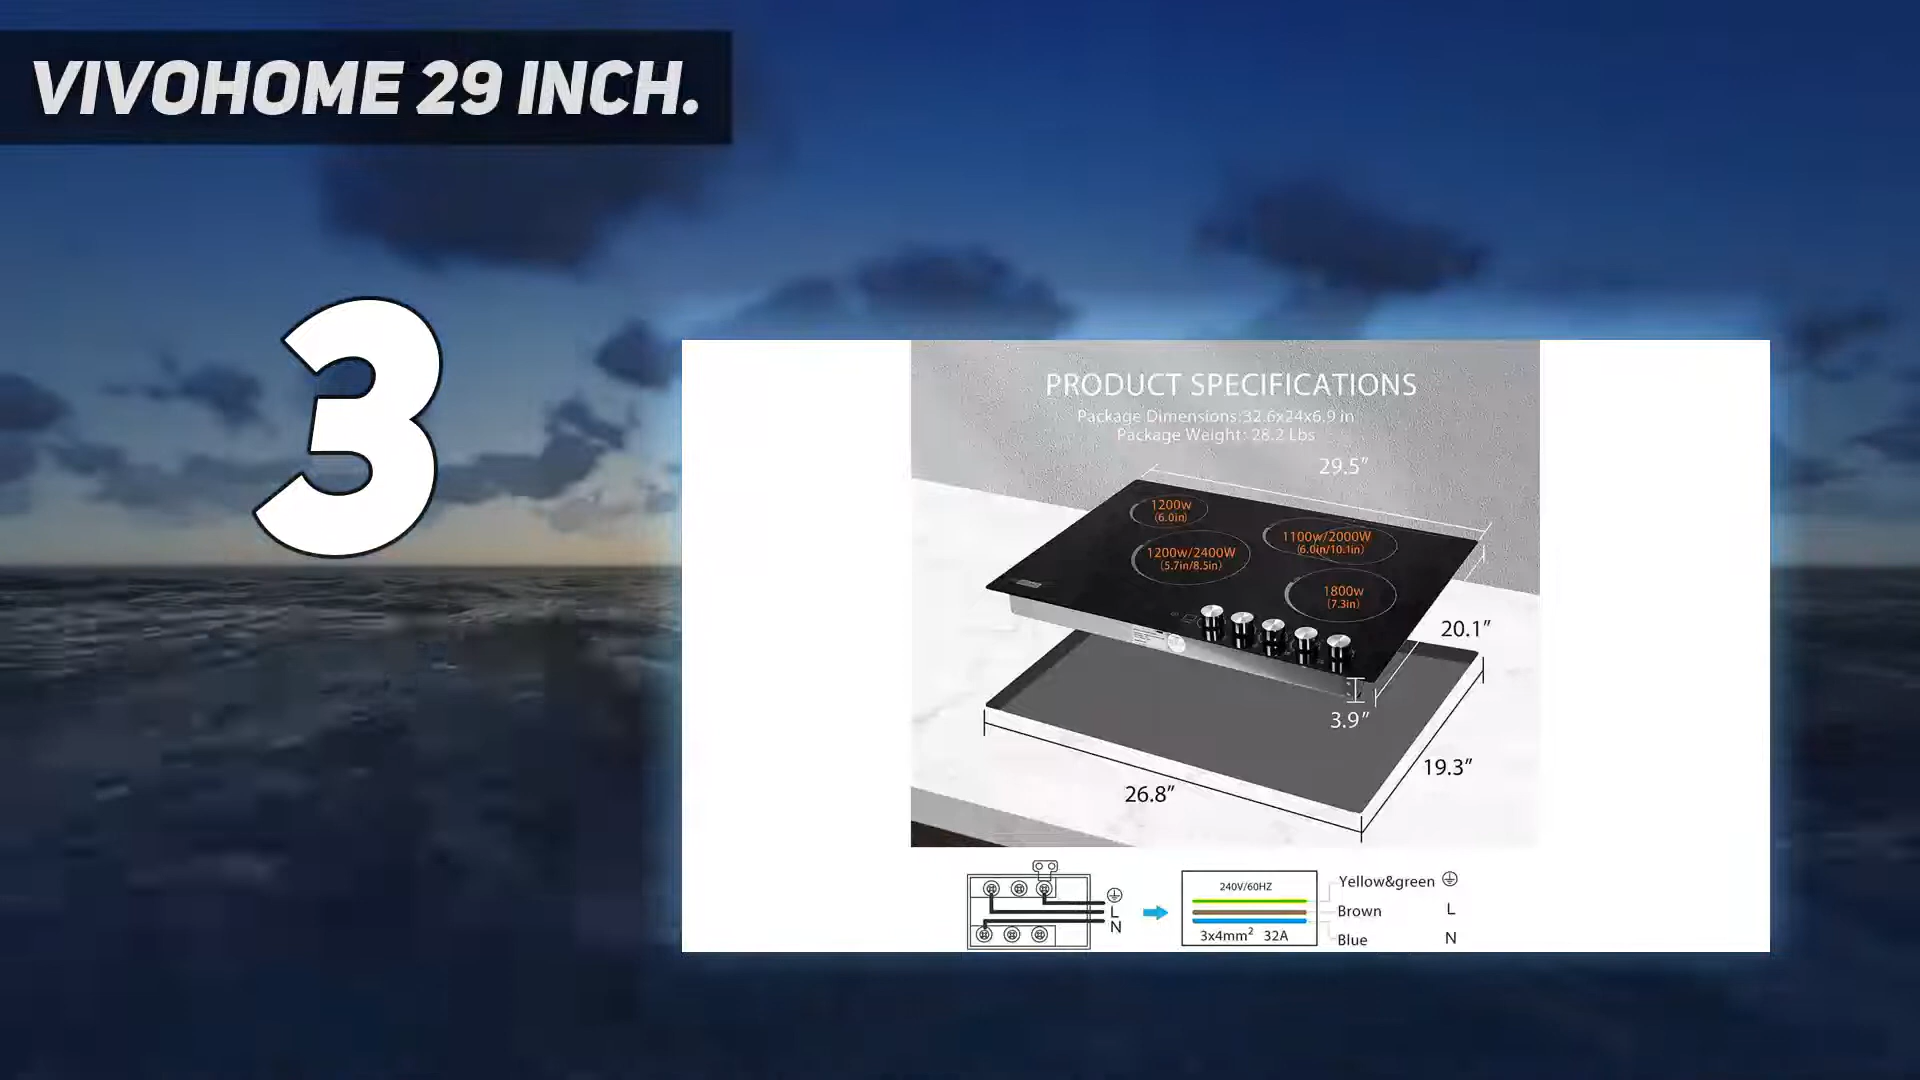 VIVOHOME 29 INCH.
3
PRODUCT SPECIFICATIONS
Package Dimensions:32.6x24x6.9 in
Package Weight: 28.2 Lbs
29.5”
1200w
(6.0in)
1100w/2000W
(6.0in/10.1in)
1200w/2400W
(5.7in/8.5in)
1800w
(7.3in)
20.1”
3.9”
19.3”
26.8”
L
N
240V/60HZ
3x4mm² 32A
Yellow&green
Brown L
Blue N